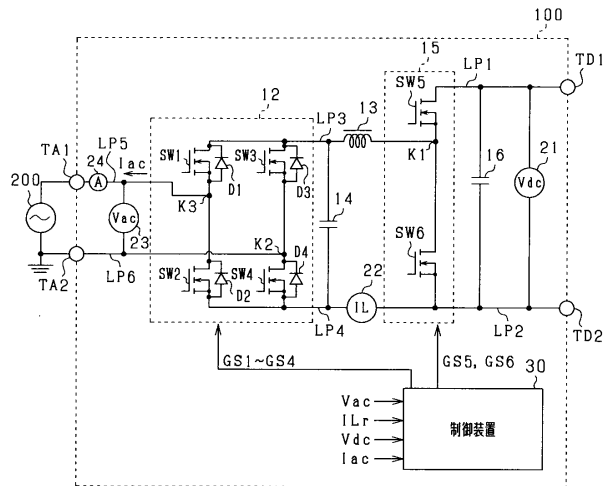 100
15
LP1
TD1
SW5
12
LP3
13
TA1
LP5
24
A
Iac
SW1
SW3
D1
D3
K1
16
21
Vdc
200
Vac
23
K3
14
K2
SW6
TA2
LP6
SW2
SW4
D2
D4
22
IL
LP4
LP2
TD2
GS1~GS4
GS5, GS6
30
Vac
ILr
Vdc
Iac
制御装置